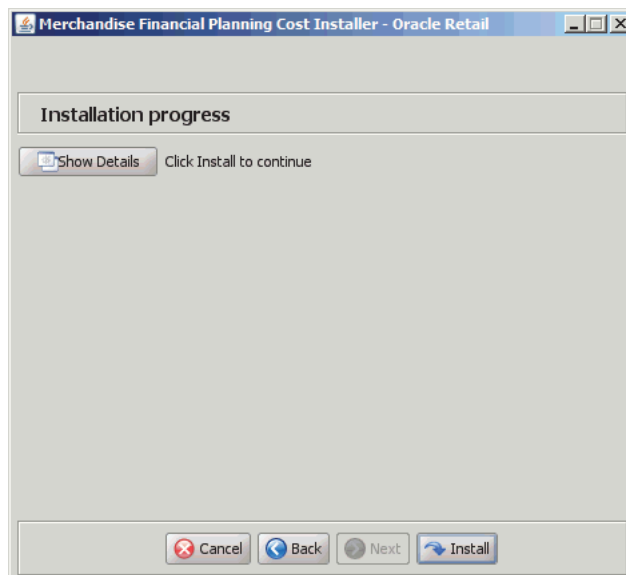 Merchandise Financial Planning Cost Installer - Oracle Retail
Installation progress
Show Details Click Install to continue
Cancel Back Next Install